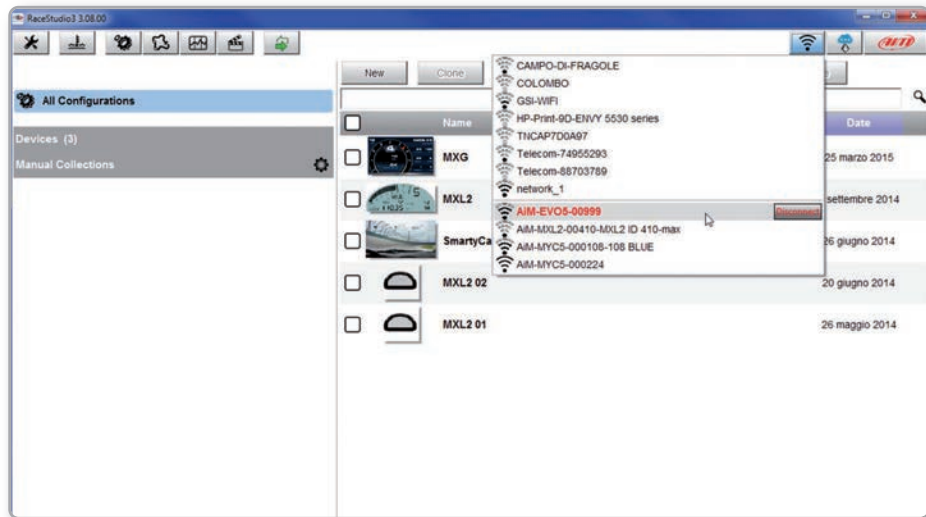 RaceStudio3 3.08.00
AiM
New
Clone
CAMPO-DI-FRAGOLE
COLOMBO
GSI-WIFI
HP-Print-9D-ENVY 5530 series
TNCAP7D0A97
Telecom-74955293
Telecom-88703789
network_1
AiM-EVO5-00999 Disconnect
AiM-MXL2-00410-MXL2 ID 410-max
AiM-MYC5-000108-108 BLUE
AiM-MYC5-000224
All Configurations
Devices (3)
Manual Collections
Name Date
MXG 25 marzo 2015
MXL2 settembre 2014
SmartyCa 26 giugno 2014
MXL2 02 20 giugno 2014
MXL2 01 26 maggio 2014